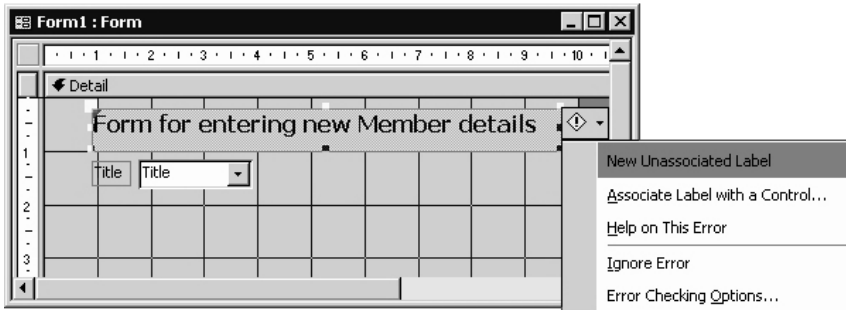 Form1 : Form
1 2 3 4 5 6 7 8 9 10
Detail
Form for entering new Member details
1
Title Title
2
3
New Unassociated Label
Associate Label with a Control...
Help on This Error
Ignore Error
Error Checking Options...